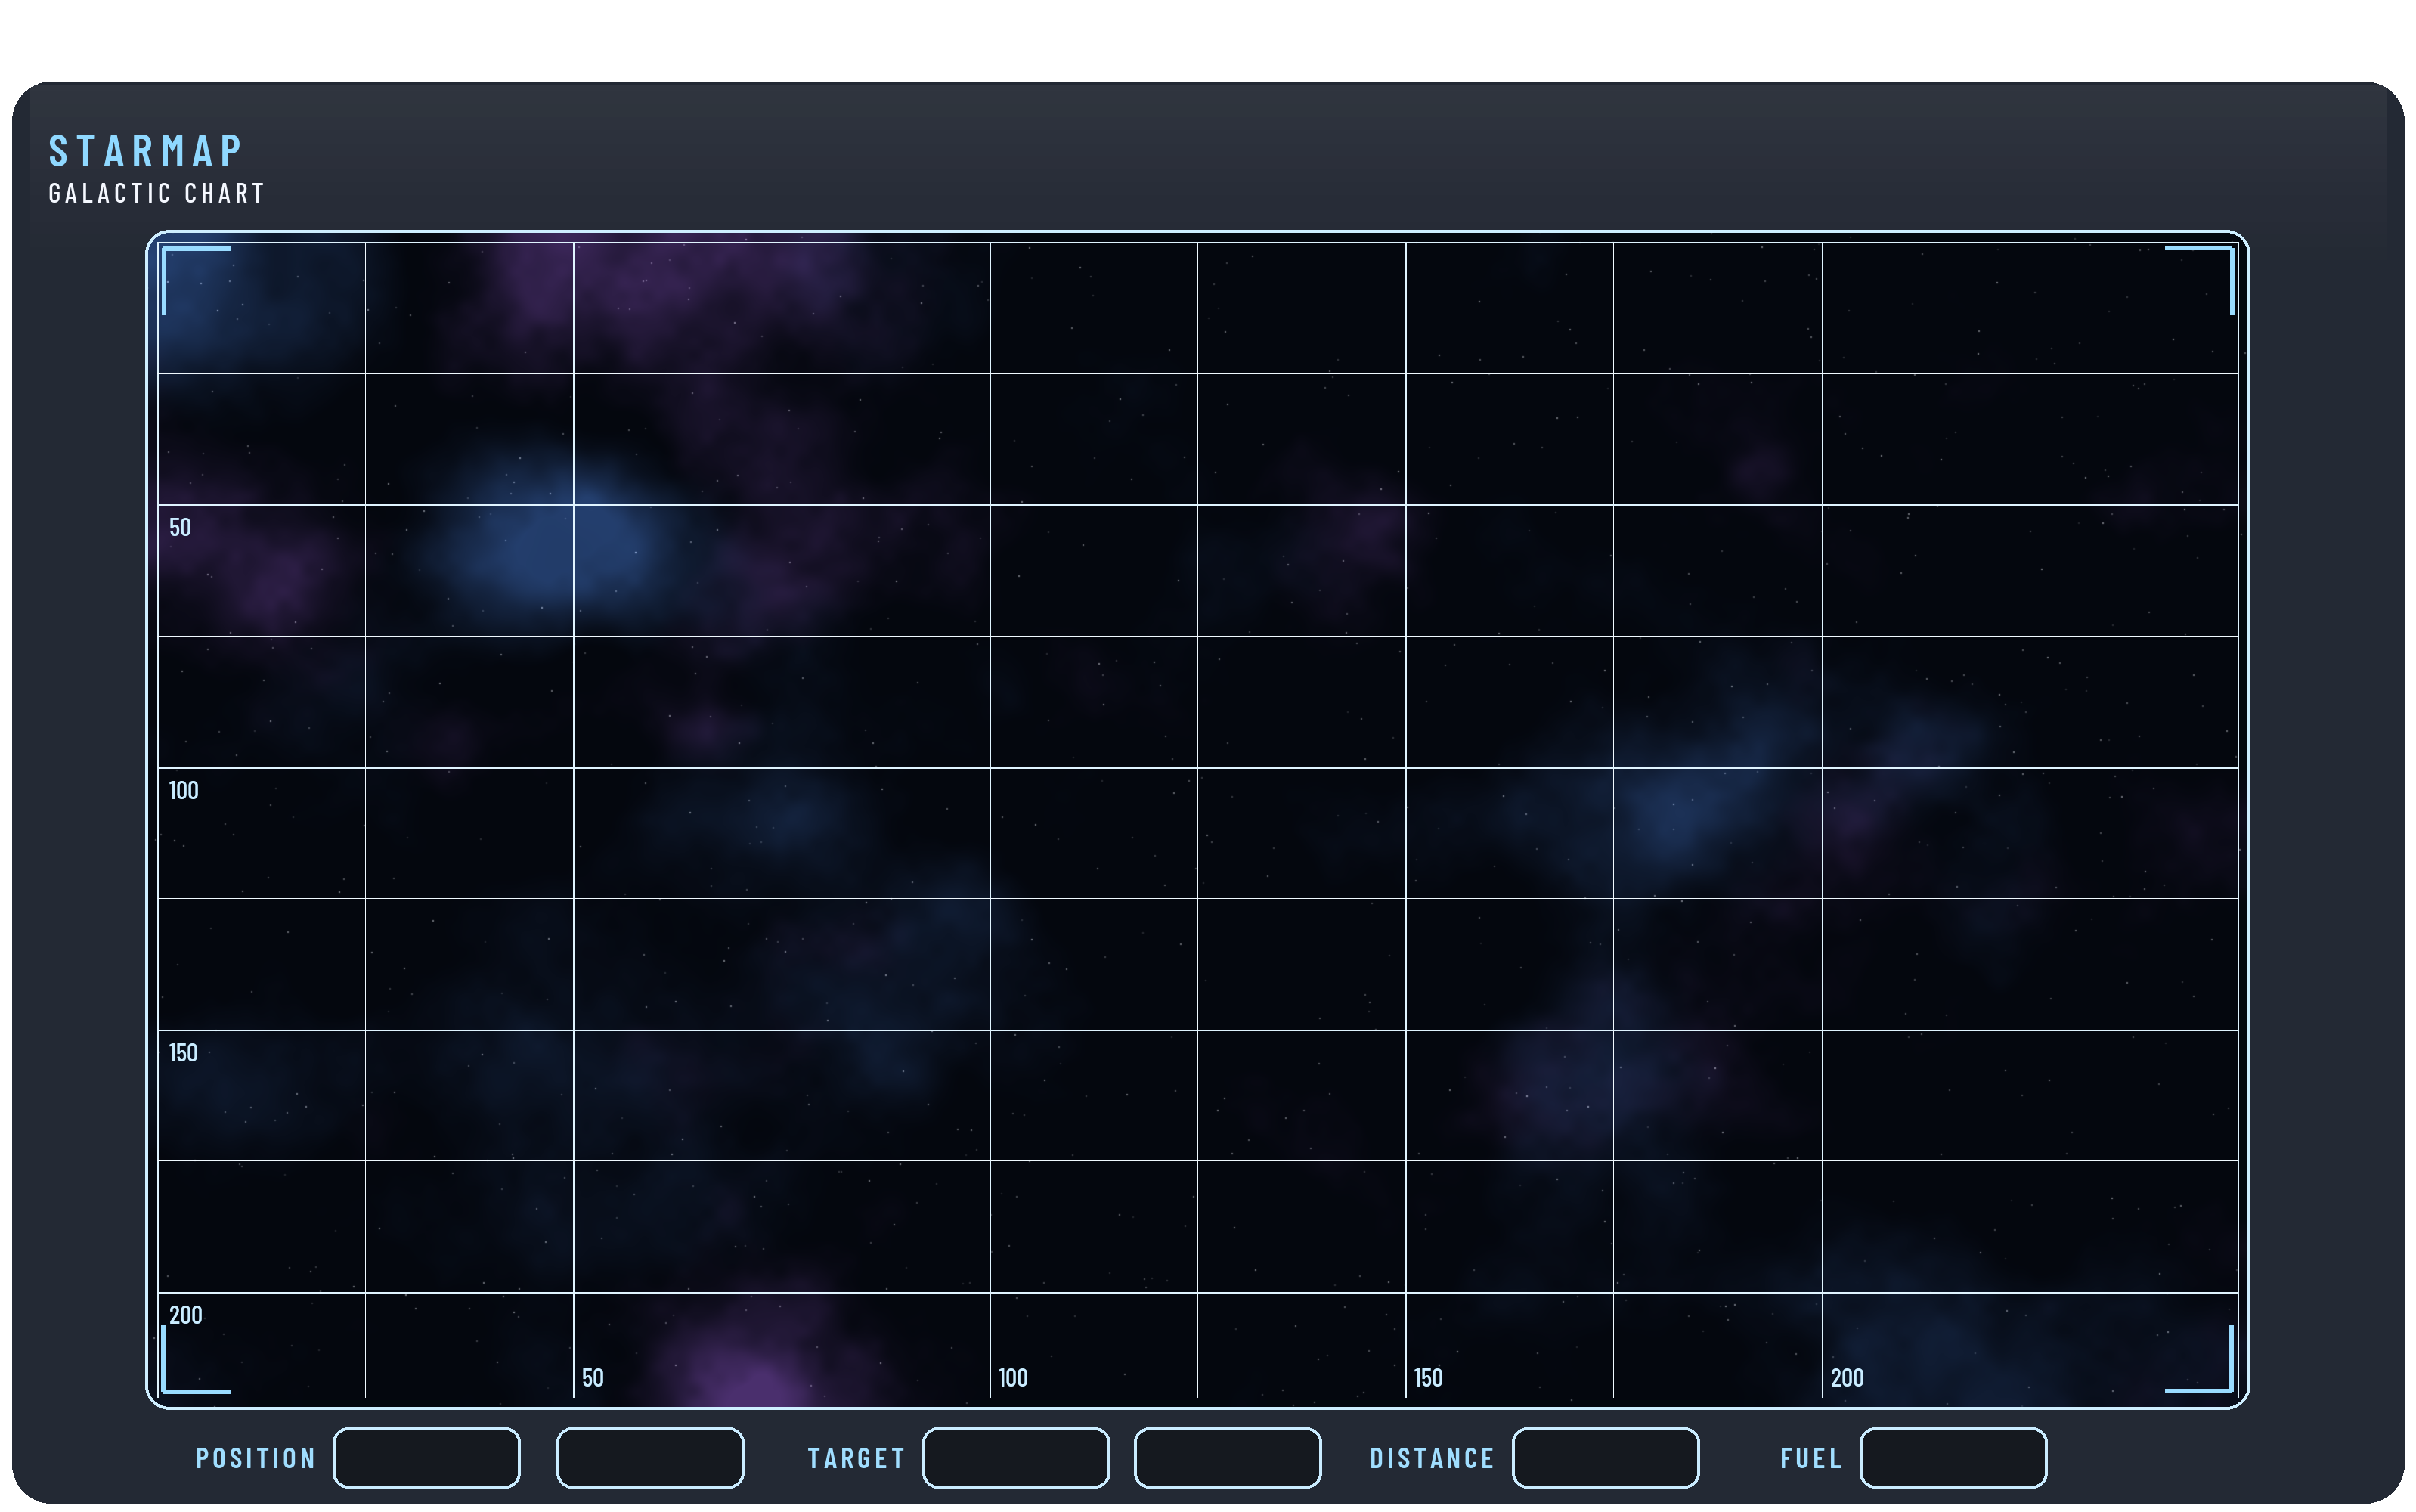 STARMAP
GALACTIC CHART
50
100
150
200
50 100 150 200
POSITION TARGET DISTANCE FUEL